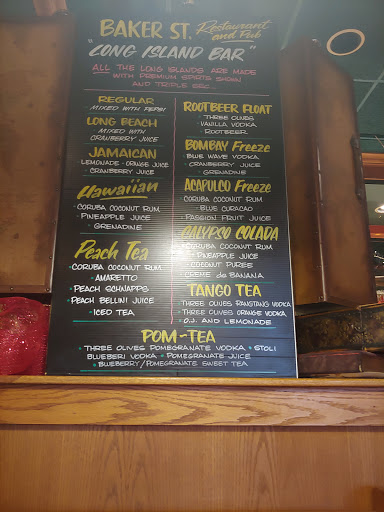 BAKER ST. Restaurant and Pub
"LONG ISLAND BAR"
ALL THE LONG ISLANDS ARE MADE
WITH PREMIUM SPIRITS SHOWN
AND TRIPLE SEC...
REGULAR
MIXED WITH PEPSI
LONG BEACH
MIXED WITH
CRANBERRY JUICE
JAMAICAN
LEMONADE • ORANGE JUICE
• CRANBERRY JUICE
Hawaiian
• CORUBA COCONUT RUM
• PINEAPPLE JUICE
• GRENADINE
Peach Tea
• CORUBA COCONUT RUM
• AMARETTO
• PEACH SCHNAPPS
• PEACH BELLINI JUICE
• ICED TEA
ROOTBEER FLOAT
• THREE OLIVES
VANILLA VODKA
• ROOTBEER
BOMBAY Freeze
BLUE WAVE VODKA
• CRANBERRY JUICE
• GRENADINE
ACAPULCO Freeze
CORUBA COCONUT RUM
• BLUE CURACAO
• PASSION FRUIT JUICE
CALYPSO COLADA
• CORUBA COCONUT RUM
• PINEAPPLE JUICE
• COCONUT PUREE
CREME de BANANA
TANGO TEA
• THREE OLIVES RANGTANG VODKA
• THREE OLIVES ORANGE VODKA
• O.J. AND LEMONADE
POM-TEA
• THREE OLIVES POMEGRANATE VODKA • STOLI
BLUEBERI VODKA • POMEGRANATE JUICE
• BLUEBERRY/POMEGRANATE SWEET TEA